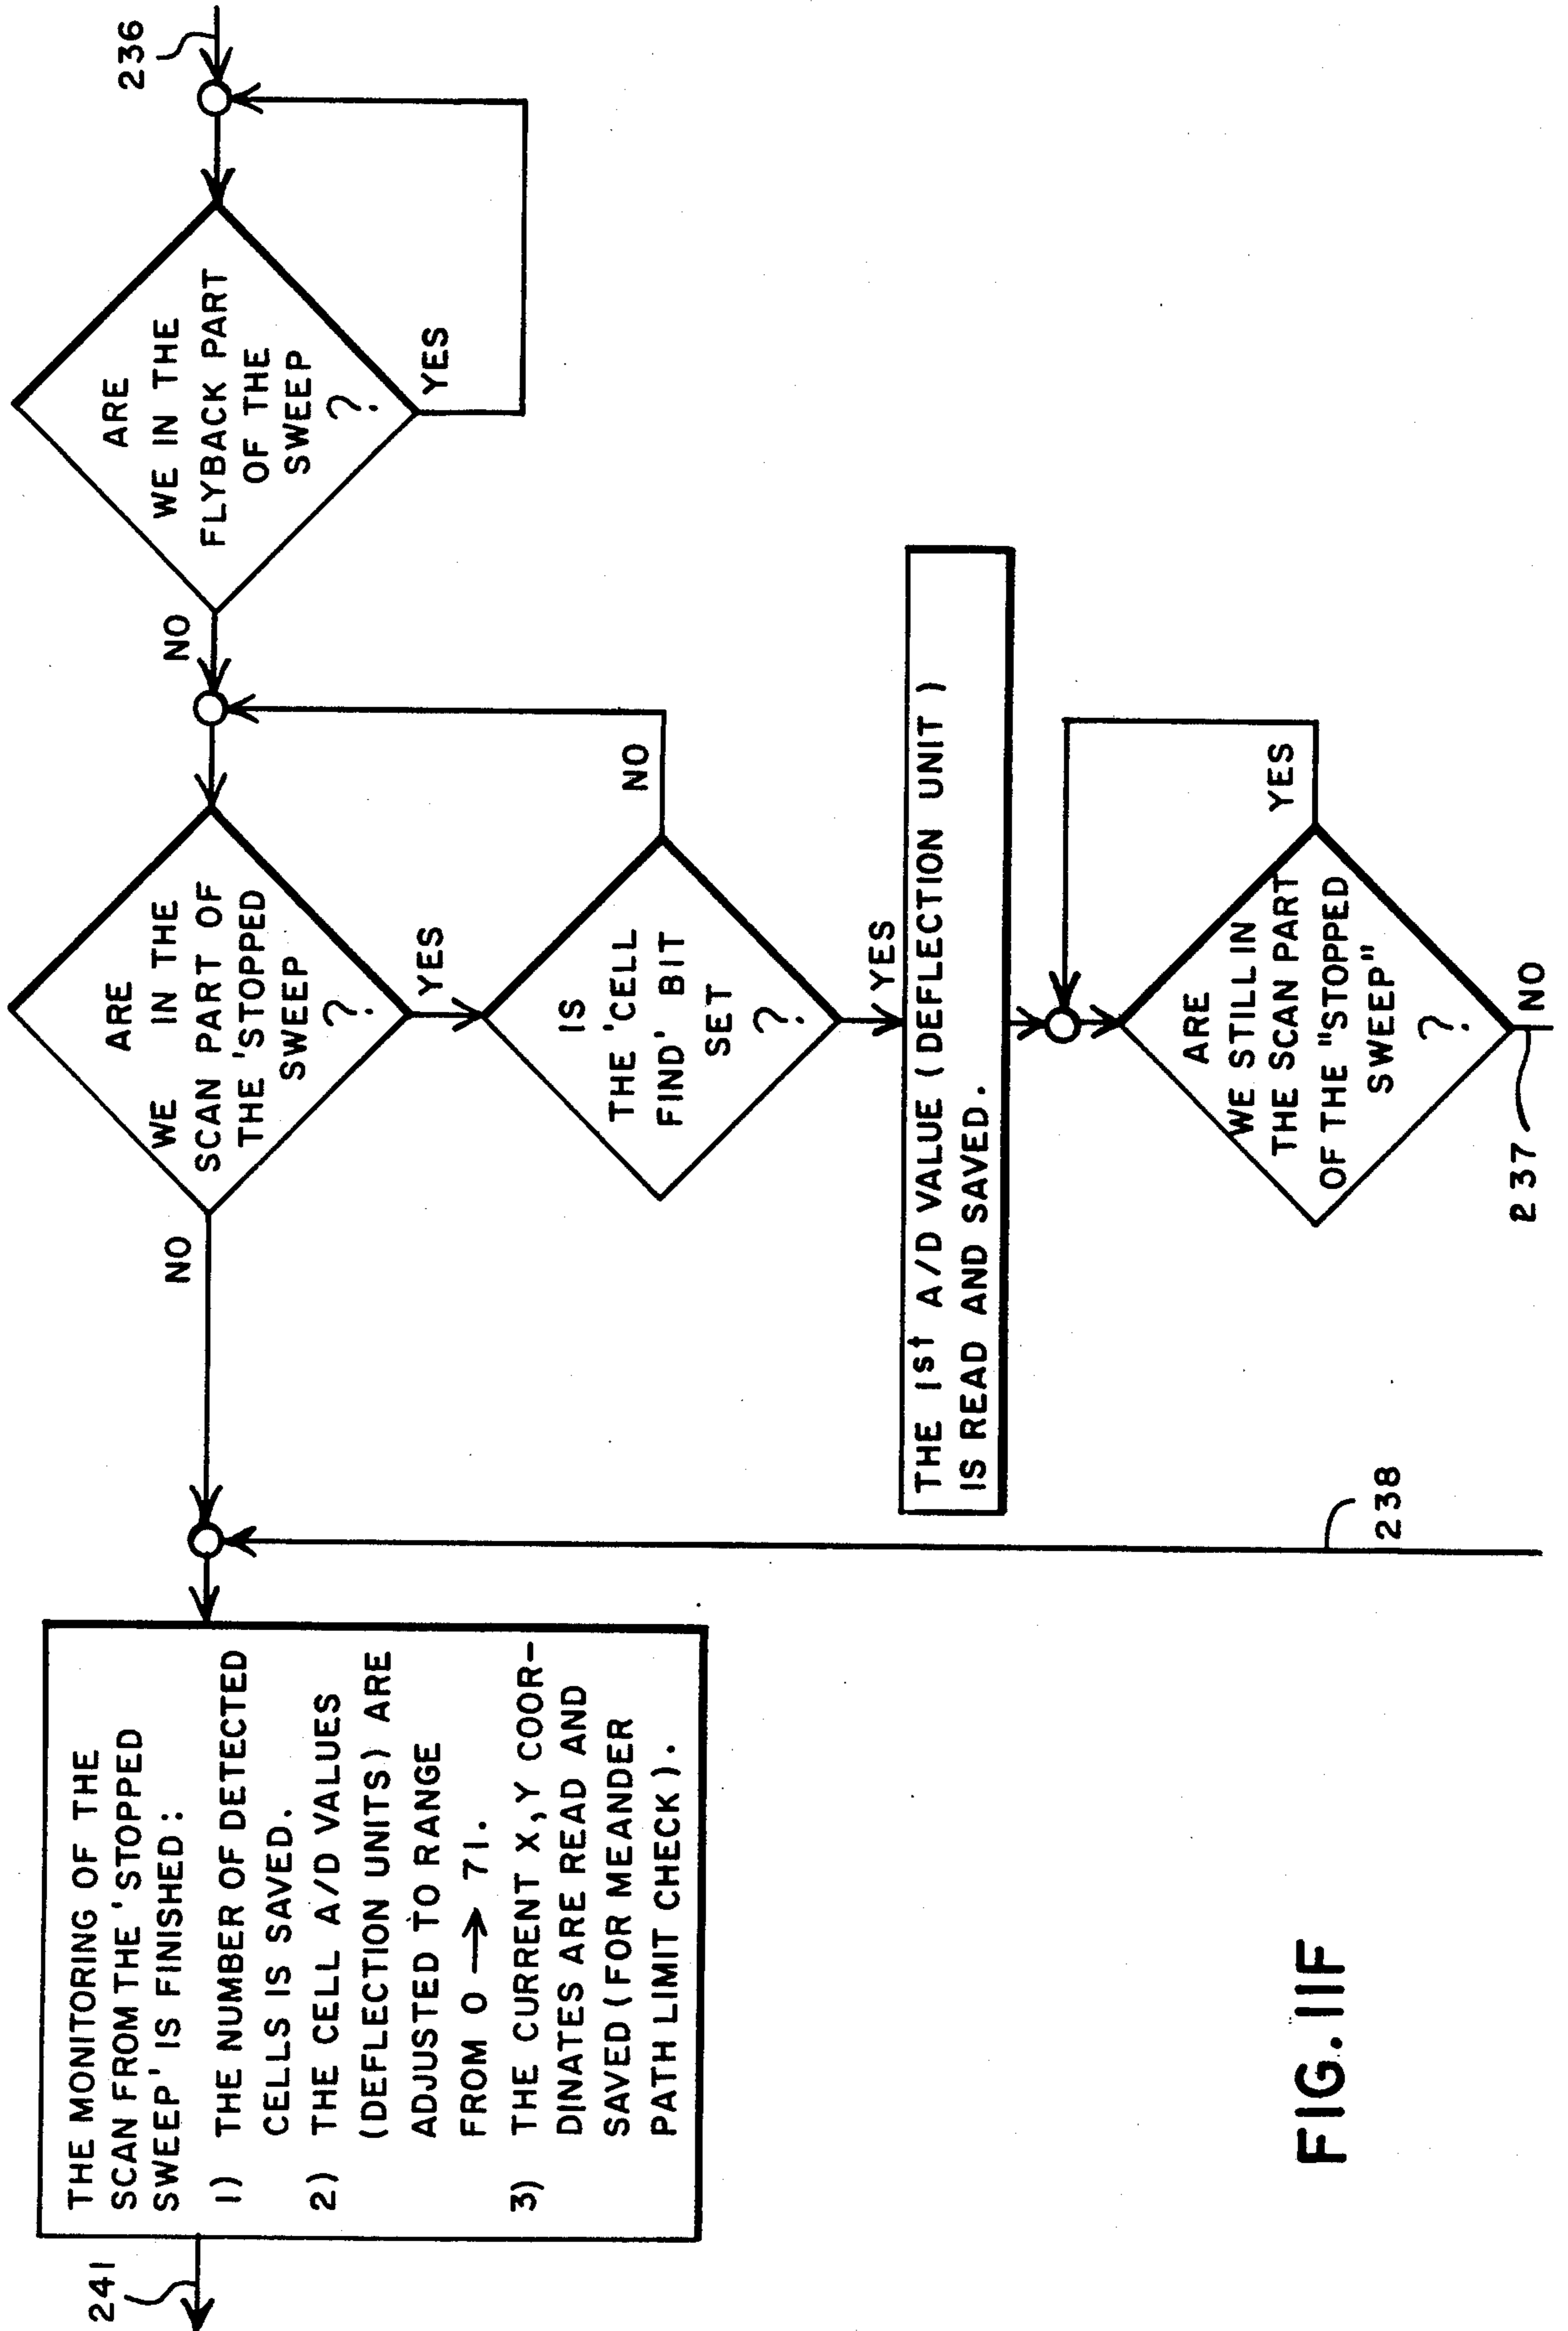 236
ARE
WE IN THE
FLYBACK PART
OF THE
SWEEP
?
YES
NO
ARE
WE IN THE
SCAN PART OF
THE 'STOPPED
SWEEP
?
YES
NO
IS
THE 'CELL
FIND' BIT
SET
?
NO
YES
THE 1st A/D VALUE (DEFLECTION UNIT )
IS READ AND SAVED.
ARE
WE STILL IN
THE SCAN PART
OF THE "STOPPED
SWEEP"
?
YES
NO
237
238
THE MONITORING OF THE
SCAN FROM THE 'STOPPED
SWEEP' IS FINISHED:
1) THE NUMBER OF DETECTED
CELLS IS SAVED.
2) THE CELL A/D VALUES
(DEFLECTION UNITS) ARE
ADJUSTED TO RANGE
FROM 0 → 71.
3) THE CURRENT X,Y COOR-
DINATES ARE READ AND
SAVED (FOR MEANDER
PATH LIMIT CHECK).
241
FIG. 11F